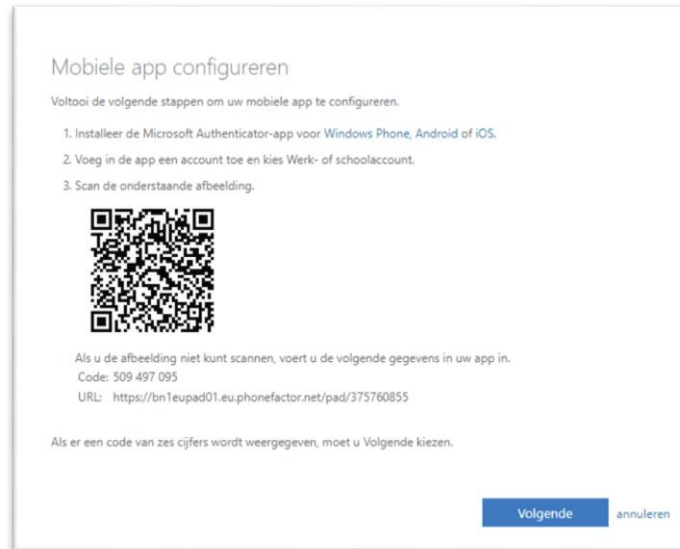 Mobiele app configureren
Voltooi de volgende stappen om uw mobiele app te configureren.
1. Installeer de Microsoft Authenticator-app voor Windows Phone, Android of iOS.
2. Voeg in de app een account toe en kies Werk- of schoolaccount.
3. Scan de onderstaande afbeelding.
Als u de afbeelding niet kunt scannen, voert u de volgende gegevens in uw app in.
Code: 509 497 095
URL: https://bn1eupad01.eu.phonefactor.net/pad/375760855
Als er een code van zes cijfers wordt weergegeven, moet u Volgende kiezen.
Volgende annuleren